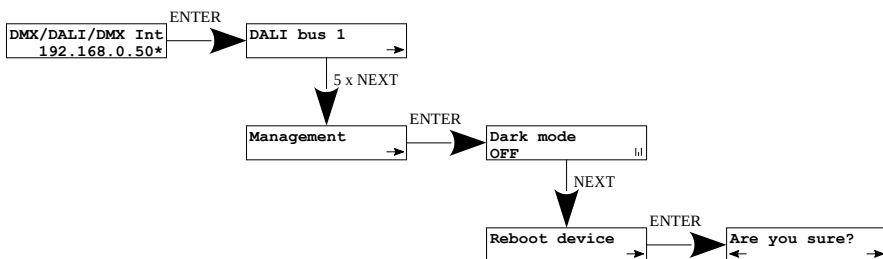 ENTER
DMX/DALI/DMX Int
192.168.0.50*
DALI bus 1
5 x NEXT
Management
ENTER
Dark mode
OFF
NEXT
Reboot device
ENTER
Are you sure?